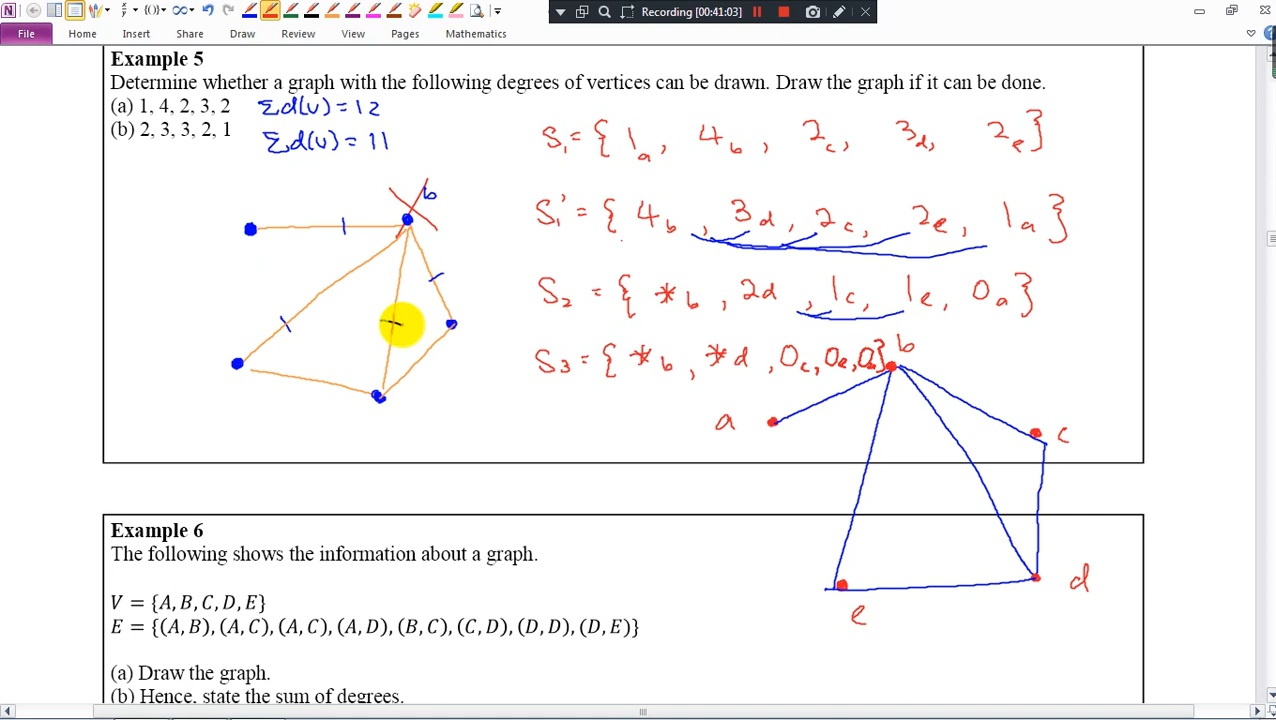 Recording [00:41:03]
File Home Insert Share Draw Review View Pages Mathematics
Example 5
Determine whether a graph with the following degrees of vertices can be drawn. Draw the graph if it can be done.
(a) 1, 4, 2, 3, 2 Σd(v) = 12
(b) 2, 3, 3, 2, 1 Σd(v) = 11
S₁ = { 1a, 4b, 2c, 3d, 2e }
b
S₁' = { 4b, 3d, 2c, 2e, 1a }
S₂ = { *b, 2d, 1c, 1e, 0a }
S₃ = { *b, *d, 0c, 0e, 0a }
b
a
c
d
e
Example 6
The following shows the information about a graph.
V = {A, B, C, D, E}
E = {(A, B), (A, C), (A, C), (A, D), (B, C), (C, D), (D, D), (D, E)}
(a) Draw the graph.
(b) Hence, state the sum of degrees.